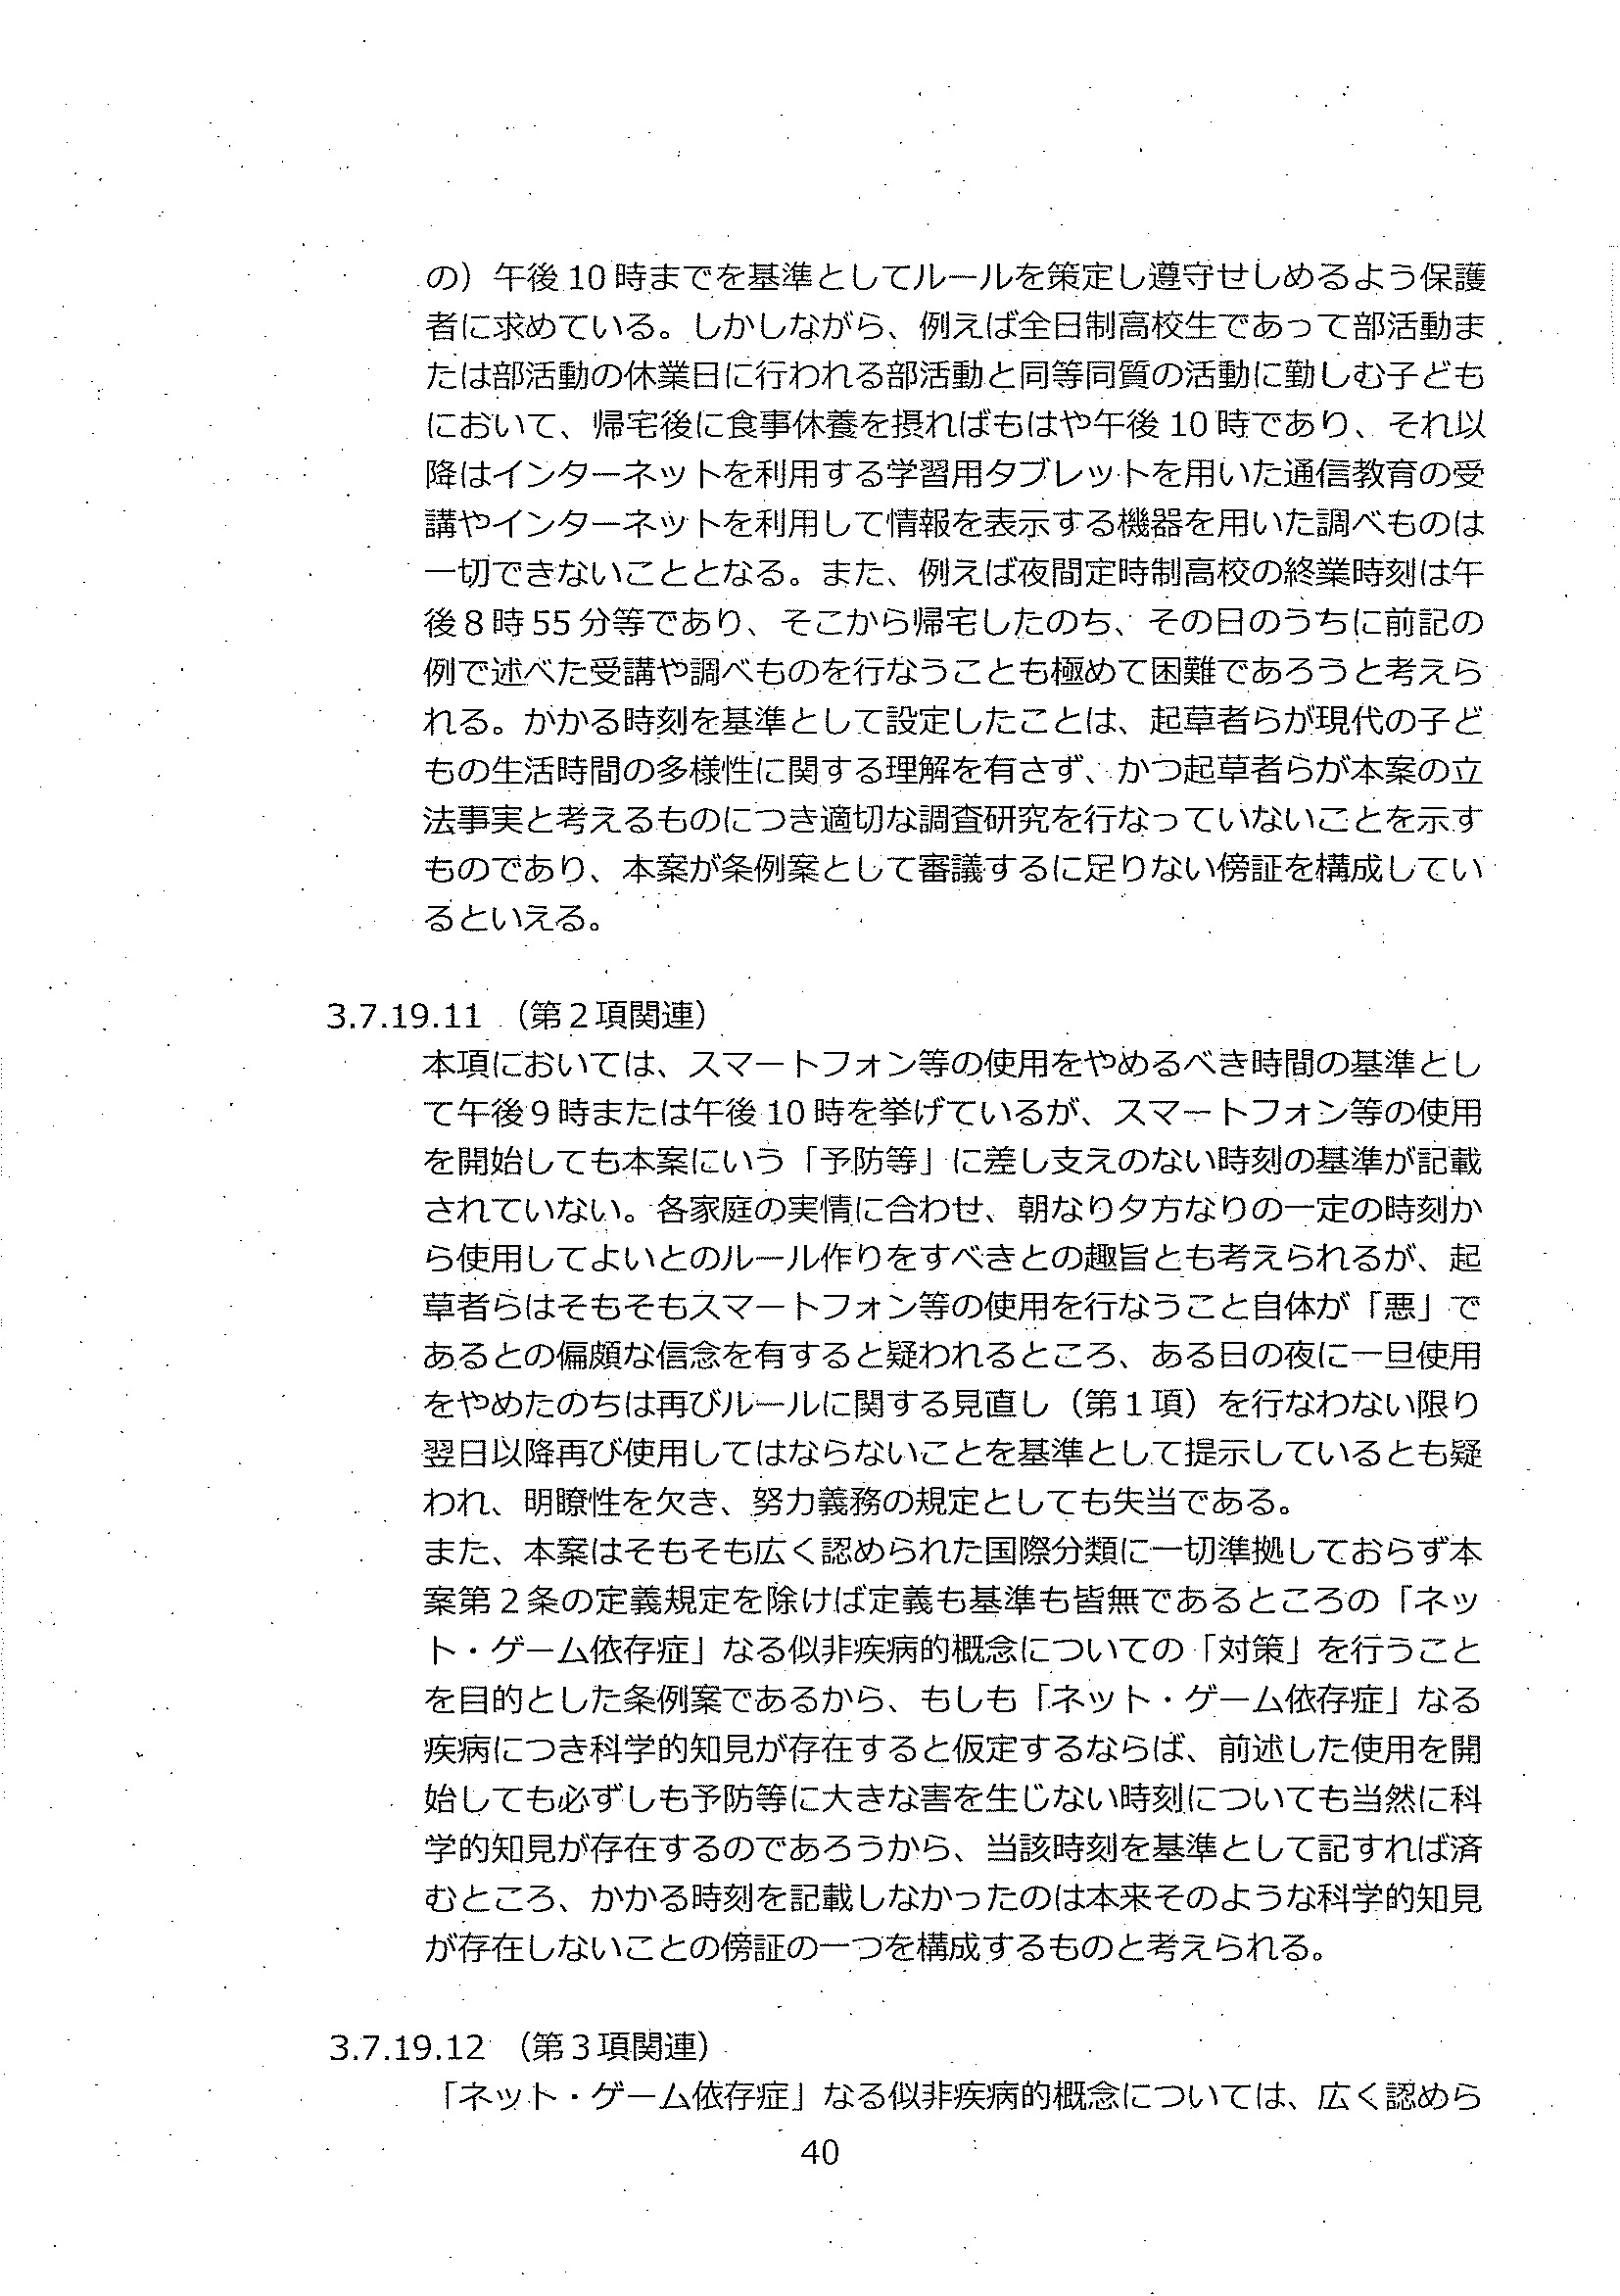 の）午後 10 時までを基準としてルールを策定し遵守せしめるよう保護
者に求めている。しかしながら、例えば全日制高校生であって部活動ま
たは部活動の休業日に行われる部活動と同等同質の活動に勤しむ子ども
において、帰宅後に食事休養を摂ればもはや午後 10 時であり、それ以
降はインターネットを利用する学習用タブレットを用いた通信教育の受
講やインターネットを利用して情報を表示する機器を用いた調べものは
一切できないこととなる。また、例えば夜間定時制高校の終業時刻は午
後８時 55 分等であり、そこから帰宅したのち、その日のうちに前記の
例で述べた受講や調べものを行なうことも極めて困難であろうと考えら
れる。かかる時刻を基準として設定したことは、起草者らが現代の子ど
もの生活時間の多様性に関する理解を有さず、かつ起草者らが本案の立
法事実と考えるものにつき適切な調査研究を行なっていないことを示す
ものであり、本案が条例案として審議するに足りない傍証を構成してい
るといえる。
3.7.19.11 （第２項関連）
本項においては、スマートフォン等の使用をやめるべき時間の基準とし
て午後９時または午後 10 時を挙げているが、スマートフォン等の使用
を開始しても本案にいう「予防等」に差し支えのない時刻の基準が記載
されていない。各家庭の実情に合わせ、朝なり夕方なりの一定の時刻か
ら使用してよいとのルール作りをすべきとの趣旨とも考えられるが、起
草者らはそもそもスマートフォン等の使用を行なうこと自体が「悪」で
あるとの偏頗な信念を有すると疑われるところ、ある日の夜に一旦使用
をやめたのちは再びルールに関する見直し（第１項）を行なわない限り
翌日以降再び使用してはならないことを基準として提示しているとも疑
われ、明瞭性を欠き、努力義務の規定としても失当である。
また、本案はそもそも広く認められた国際分類に一切準拠しておらず本
案第２条の定義規定を除けば定義も基準も皆無であるところの「ネッ
ト・ゲーム依存症」なる似非疾病的概念についての「対策」を行うこと
を目的とした条例案であるから、もしも「ネット・ゲーム依存症」なる
疾病につき科学的知見が存在すると仮定するならば、前述した使用を開
始しても必ずしも予防等に大きな害を生じない時刻についても当然に科
学的知見が存在するのであろうから、当該時刻を基準として記すれば済
むところ、かかる時刻を記載しなかったのは本来そのような科学的知見
が存在しないことの傍証の一つを構成するものと考えられる。
3.7.19.12 （第３項関連）
「ネット・ゲーム依存症」なる似非疾病的概念については、広く認めら
40